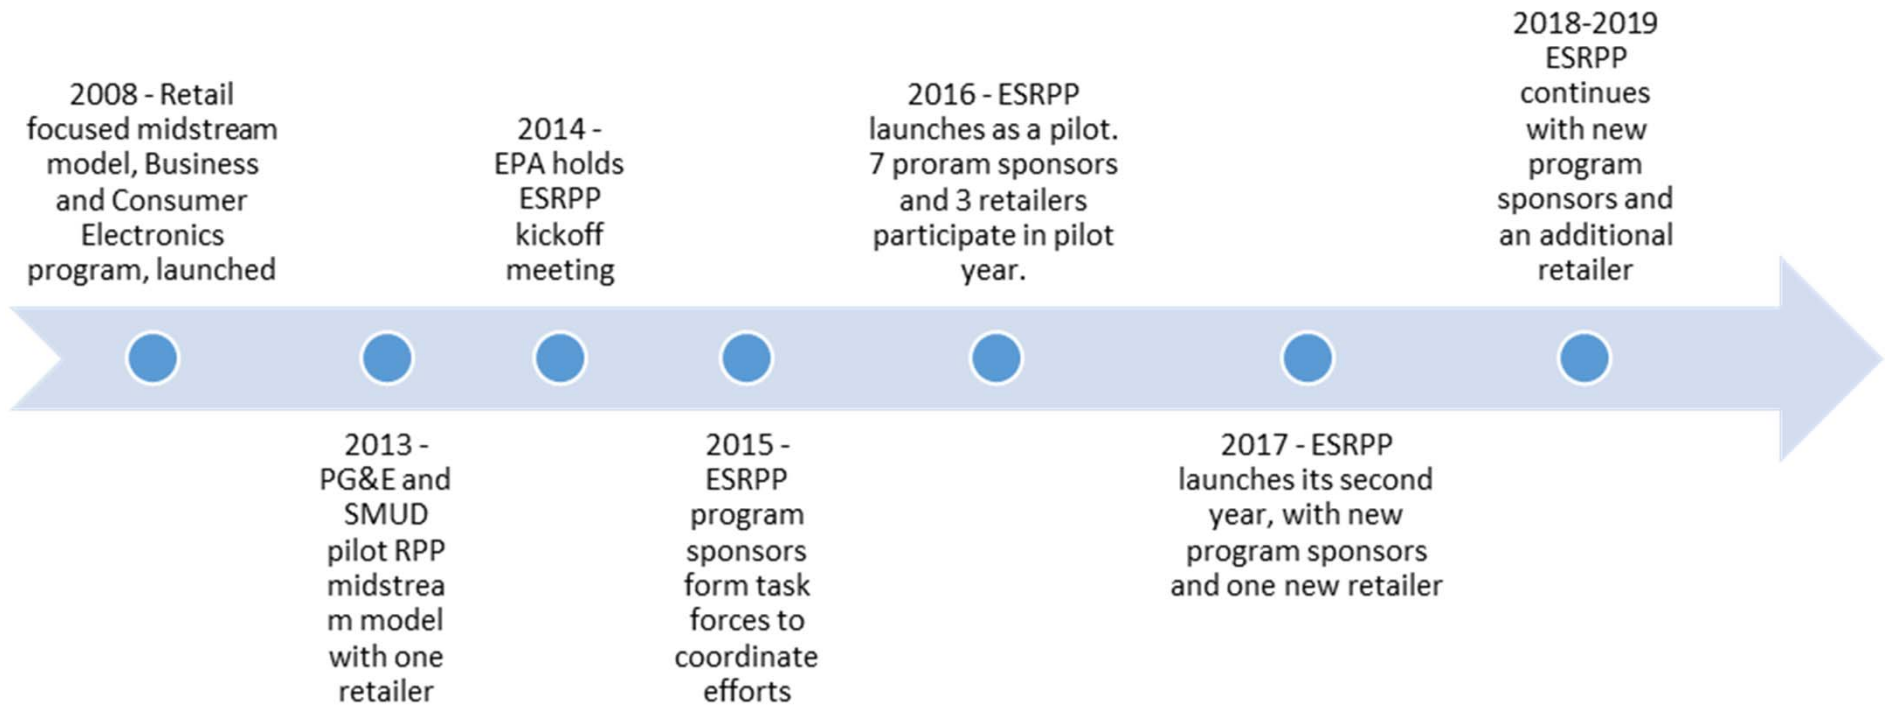 2008 - Retail
focused midstream
model, Business
and Consumer
Electronics
program, launched
2013 -
PG&E and
SMUD
pilot RPP
midstrea
m model
with one
retailer
2014 -
EPA holds
ESRPP
kickoff
meeting
2015 -
ESRPP
program
sponsors
form task
forces to
coordinate
efforts
2016 - ESRPP
launches as a pilot.
7 proram sponsors
and 3 retailers
participate in pilot
year.
2017 - ESRPP
launches its second
year, with new
program sponsors
and one new retailer
2018-2019
ESRPP
continues
with new
program
sponsors and
an additional
retailer